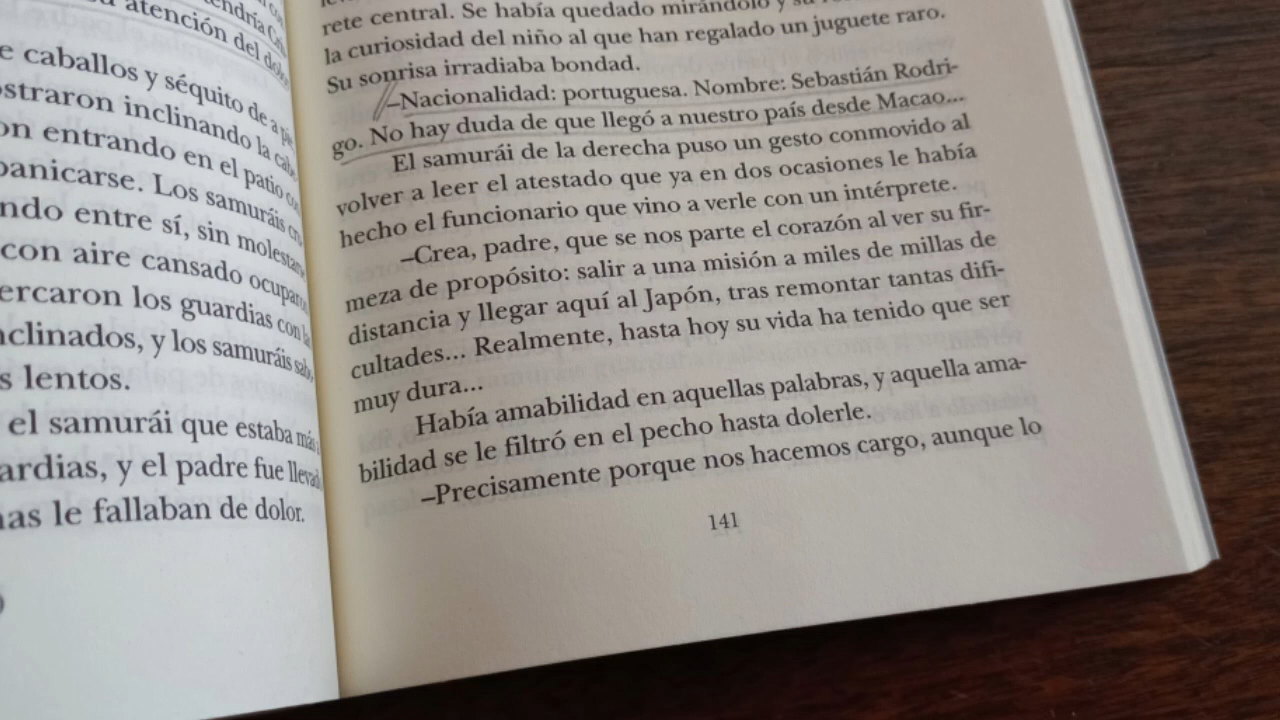 atención del
e caballos y séquito de a
straron inclinando la
on entrando en el patio
panicarse. Los samuráis
ndo entre sí, sin
con aire cansado
ercaron los guardias con
nclinados, y los samuráis
s lentos.
el samurái que estaba más
ardias, y el padre fue
nas le fallaban de dolor.
rete central. Se había quedado mirándolo y
la curiosidad del niño al que han regalado un juguete raro.
Su sonrisa irradiaba bondad.
–Nacionalidad: portuguesa. Nombre: Sebastián Rodri-
go. No hay duda de que llegó a nuestro país desde Macao...
El samurái de la derecha puso un gesto conmovido al
volver a leer el atestado que ya en dos ocasiones le había
hecho el funcionario que vino a verle con un intérprete.
–Crea, padre, que se nos parte el corazón al ver su fir-
meza de propósito: salir a una misión a miles de millas de
distancia y llegar aquí al Japón, tras remontar tantas difi-
cultades... Realmente, hasta hoy su vida ha tenido que ser
muy dura...
Había amabilidad en aquellas palabras, y aquella ama-
bilidad se le filtró en el pecho hasta dolerle.
–Precisamente porque nos hacemos cargo, aunque lo
141